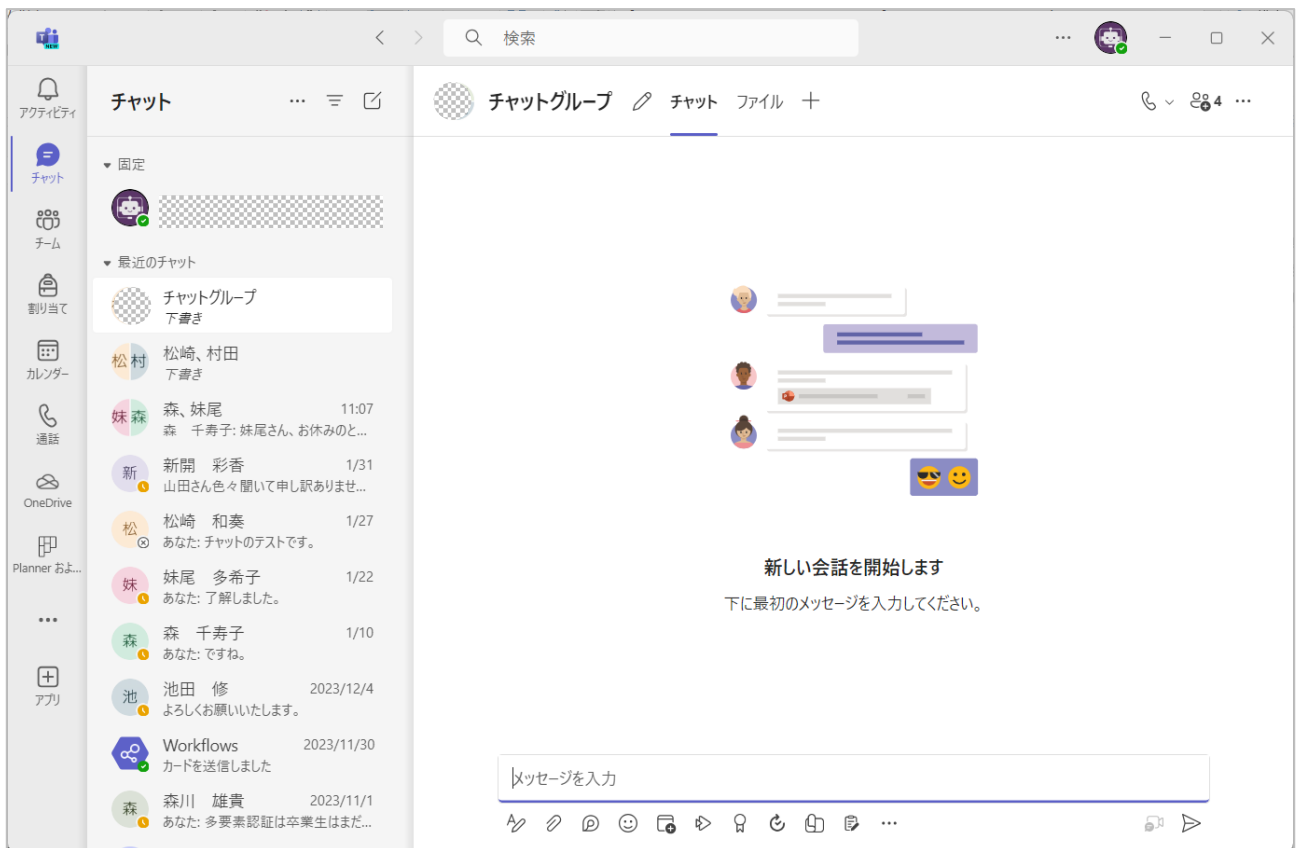 NEW
検索
アクティビティ
チャット
チーム
割り当て
カレンダー
通話
OneDrive
Planner およ...
アプリ
チャット
固定
最近のチャット
チャットグループ
下書き
松 村
松崎、村田
下書き
妹 森
森、妹尾 11:07
森　千寿子: 妹尾さん、お休みのと...
新
新開　彩香 1/31
山田さん色々聞いて申し訳ありませ...
松
松崎　和奏 1/27
あなた: チャットのテストです。
妹
妹尾　多希子 1/22
あなた: 了解しました。
森
森　千寿子 1/10
あなた: ですね。
池
池田　修 2023/12/4
よろしくお願いいたします。
Workflows 2023/11/30
カードを送信しました
森
森川　雄貴 2023/11/1
あなた: 多要素認証は卒業生はまだ...
チャットグループ チャット ファイル 4
新しい会話を開始します
下に最初のメッセージを入力してください。
メッセージを入力